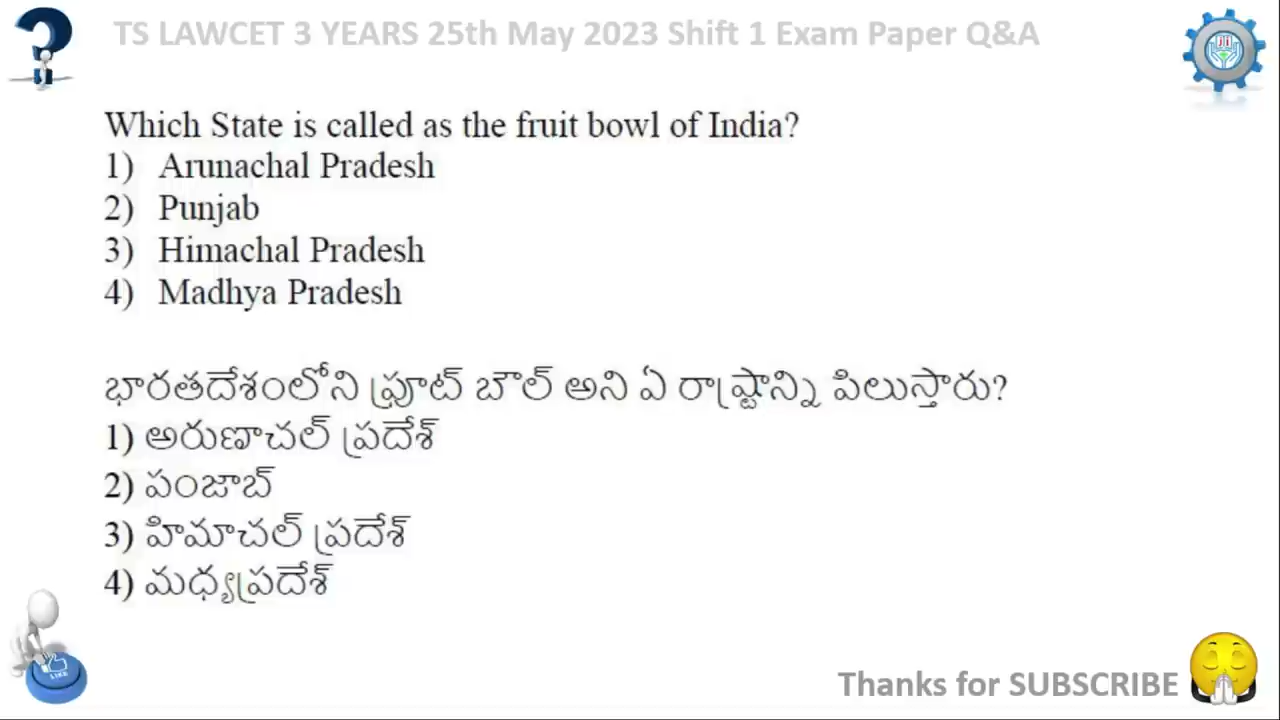 TS LAWCET 3 YEARS 25th May 2023 Shift 1 Exam Paper Q&A
Which State is called as the fruit bowl of India?
1) Arunachal Pradesh
2) Punjab
3) Himachal Pradesh
4) Madhya Pradesh
భారతదేశంలోని ఫ్రూట్ బౌల్ అని ఏ రాష్ట్రాన్ని పిలుస్తారు?
1) అరుణాచల్ ప్రదేశ్
2) పంజాబ్
3) హిమాచల్ ప్రదేశ్
4) మధ్యప్రదేశ్
LIKE
Thanks for SUBSCRIBE